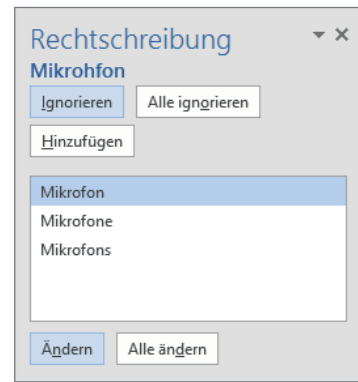 Rechtschreibung
Mikrohfon
Ignorieren Alle ignorieren
Hinzufügen
Mikrofon
Mikrofone
Mikrofons
Ändern Alle ändern